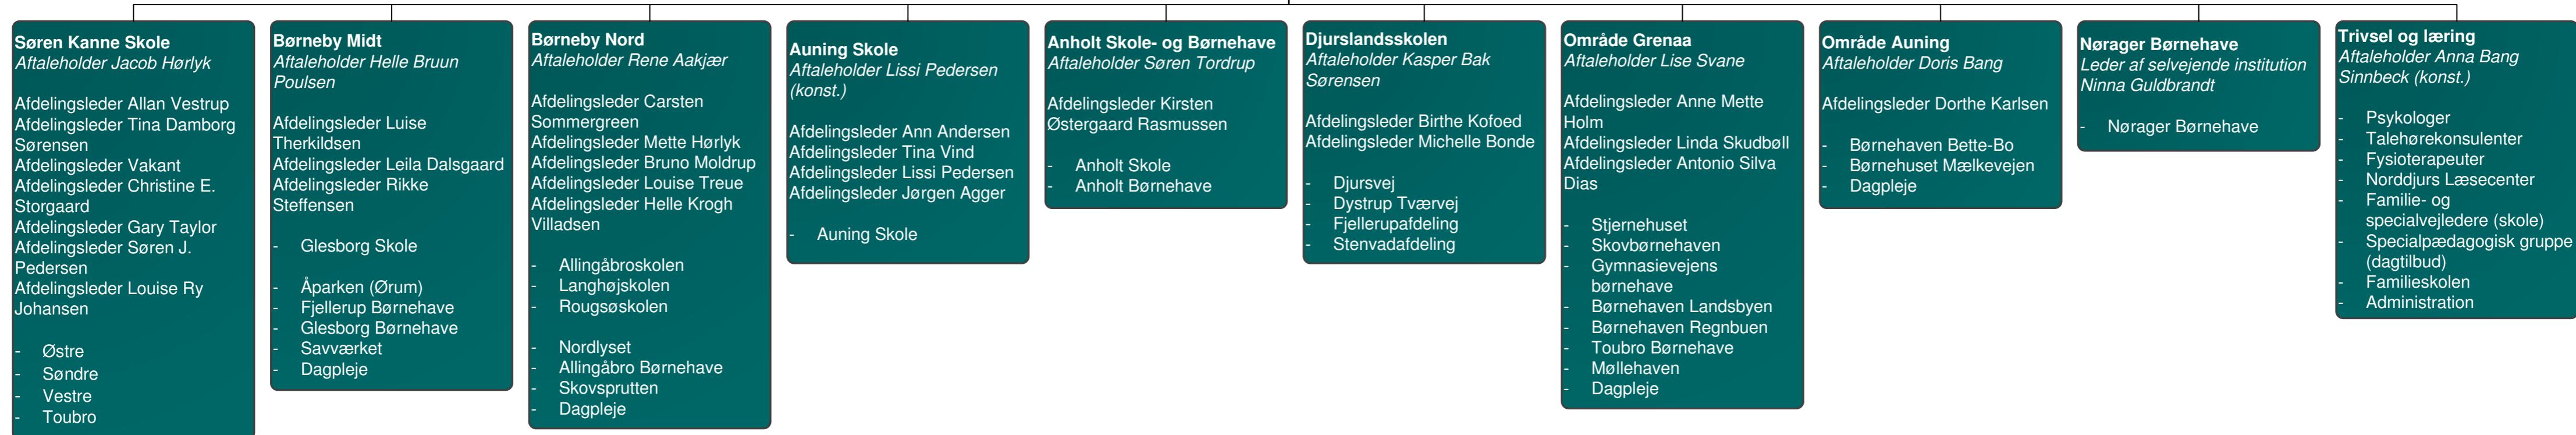 Søren Kanne Skole
Aftaleholder Jacob Hørlyk
Afdelingsleder Allan Vestrup
Afdelingsleder Tina Damborg
Sørensen
Afdelingsleder Vakant
Afdelingsleder Christine E.
Storgaard
Afdelingsleder Gary Taylor
Afdelingsleder Søren J.
Pedersen
Afdelingsleder Louise Ry
Johansen
- Østre
- Søndre
- Vestre
- Toubro
Børneby Midt
Aftaleholder Helle Bruun
Poulsen
Afdelingsleder Luise
Therkildsen
Afdelingsleder Leila Dalsgaard
Afdelingsleder Rikke
Steffensen
- Glesborg Skole
- Åparken (Ørum)
- Fjellerup Børnehave
- Glesborg Børnehave
- Savværket
- Dagpleje
Børneby Nord
Aftaleholder Rene Aakjær
Afdelingsleder Carsten
Sommergreen
Afdelingsleder Mette Hørlyk
Afdelingsleder Bruno Moldrup
Afdelingsleder Louise Treue
Afdelingsleder Helle Krogh
Villadsen
- Allingåbroskolen
- Langhøjskolen
- Rougsøskolen
- Nordlyset
- Allingåbro Børnehave
- Skovsprutten
- Dagpleje
Auning Skole
Aftaleholder Lissi Pedersen
(konst.)
Afdelingsleder Ann Andersen
Afdelingsleder Tina Vind
Afdelingsleder Lissi Pedersen
Afdelingsleder Jørgen Agger
- Auning Skole
Anholt Skole- og Børnehave
Aftaleholder Søren Tordrup
Afdelingsleder Kirsten
Østergaard Rasmussen
- Anholt Skole
- Anholt Børnehave
Djurslandsskolen
Aftaleholder Kasper Bak
Sørensen
Afdelingsleder Birthe Kofoed
Afdelingsleder Michelle Bonde
- Djursvej
- Dystrup Tværvej
- Fjellerupafdeling
- Stenvadafdeling
Område Grenaa
Aftaleholder Lise Svane
Afdelingsleder Anne Mette
Holm
Afdelingsleder Linda Skudbøll
Afdelingsleder Antonio Silva
Dias
- Stjernehuset
- Skovbørnehaven
- Gymnasievejens
børnehave
- Børnehaven Landsbyen
- Børnehaven Regnbuen
- Toubro Børnehave
- Møllehaven
- Dagpleje
Område Auning
Aftaleholder Doris Bang
Afdelingsleder Dorthe Karlsen
- Børnehaven Bette-Bo
- Børnehuset Mælkevejen
- Dagpleje
Nørager Børnehave
Leder af selvejende institution
Ninna Guldbrandt
- Nørager Børnehave
Trivsel og læring
Aftaleholder Anna Bang
Sinnbeck (konst.)
- Psykologer
- Talehørekonsulenter
- Fysioterapeuter
- Norddjurs Læsecenter
- Familie- og
specialvejledere (skole)
- Specialpædagogisk gruppe
(dagtilbud)
- Familieskolen
- Administration